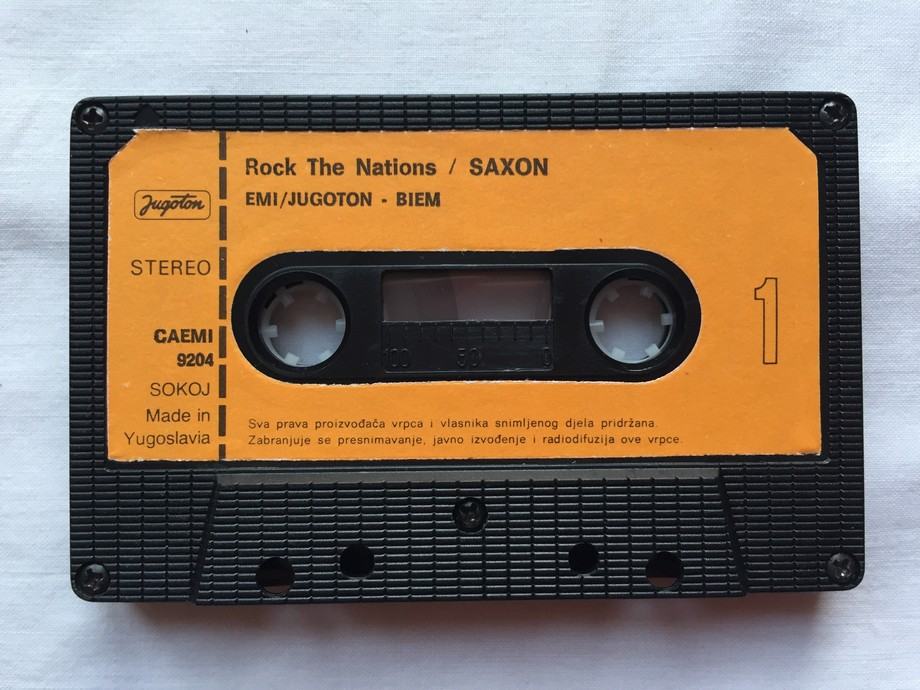 Rock The Nations / SAXON
EMI/JUGOTON - BIEM
Jugoton
STEREO
CAEMI
9204
SOKOJ
Made in
Yugoslavia
1
100 50 0
Sva prava proizvođača vrpca i vlasnika snimljenog djela pridržana.
Zabranjuje se presnimavanje, javno izvođenje i radiodifuzija ove vrpce.